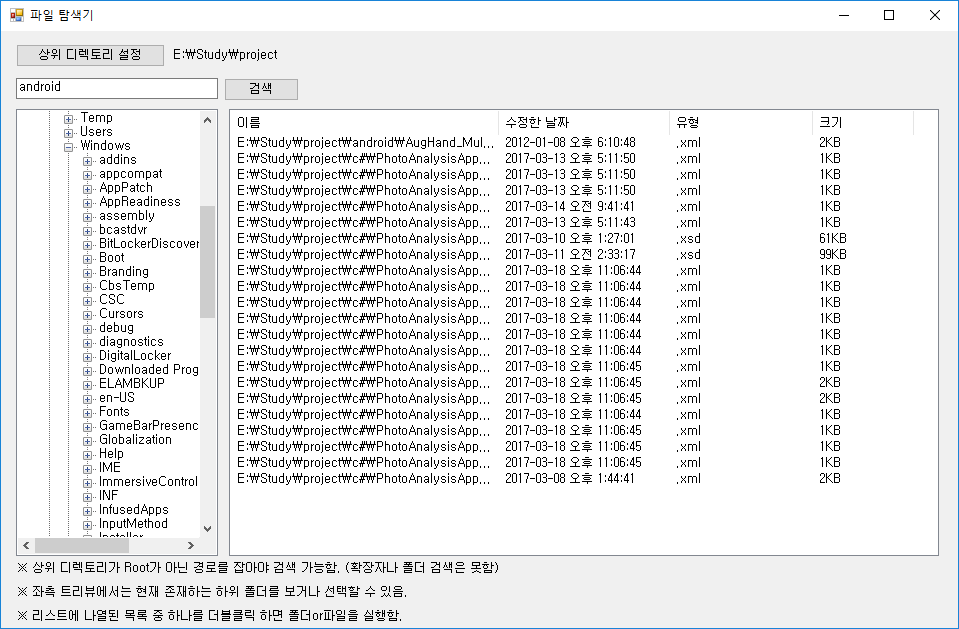 파일 탐색기
상위 디렉토리 설정 E:₩Study₩project
android 검색
Temp
Users
Windows
addins
appcompat
AppPatch
AppReadiness
assembly
bcastdvr
BitLockerDiscover
Boot
Branding
CbsTemp
CSC
Cursors
debug
diagnostics
DigitalLocker
Downloaded Prog
ELAMBKUP
en-US
Fonts
GameBarPresenc
Globalization
Help
IME
ImmersiveControl
INF
InfusedApps
InputMethod
Installer
이름 수정한 날짜 유형 크기
E:₩Study₩project₩android₩AugHand_Mul... 2012-01-08 오후 6:10:48 .xml 2KB
E:₩Study₩project₩c#₩PhotoAnalysisApp... 2017-03-13 오후 5:11:50 .xml 1KB
E:₩Study₩project₩c#₩PhotoAnalysisApp... 2017-03-13 오후 5:11:50 .xml 1KB
E:₩Study₩project₩c#₩PhotoAnalysisApp... 2017-03-13 오후 5:11:50 .xml 1KB
E:₩Study₩project₩c#₩PhotoAnalysisApp... 2017-03-14 오전 9:41:41 .xml 1KB
E:₩Study₩project₩c#₩PhotoAnalysisApp... 2017-03-13 오후 5:11:43 .xml 1KB
E:₩Study₩project₩c#₩PhotoAnalysisApp... 2017-03-10 오후 1:27:01 .xsd 61KB
E:₩Study₩project₩c#₩PhotoAnalysisApp... 2017-03-11 오전 2:33:17 .xsd 99KB
E:₩Study₩project₩c#₩PhotoAnalysisApp... 2017-03-18 오후 11:06:44 .xml 1KB
E:₩Study₩project₩c#₩PhotoAnalysisApp... 2017-03-18 오후 11:06:44 .xml 1KB
E:₩Study₩project₩c#₩PhotoAnalysisApp... 2017-03-18 오후 11:06:44 .xml 1KB
E:₩Study₩project₩c#₩PhotoAnalysisApp... 2017-03-18 오후 11:06:44 .xml 1KB
E:₩Study₩project₩c#₩PhotoAnalysisApp... 2017-03-18 오후 11:06:44 .xml 1KB
E:₩Study₩project₩c#₩PhotoAnalysisApp... 2017-03-18 오후 11:06:44 .xml 1KB
E:₩Study₩project₩c#₩PhotoAnalysisApp... 2017-03-18 오후 11:06:45 .xml 1KB
E:₩Study₩project₩c#₩PhotoAnalysisApp... 2017-03-18 오후 11:06:45 .xml 2KB
E:₩Study₩project₩c#₩PhotoAnalysisApp... 2017-03-18 오후 11:06:45 .xml 2KB
E:₩Study₩project₩c#₩PhotoAnalysisApp... 2017-03-18 오후 11:06:44 .xml 1KB
E:₩Study₩project₩c#₩PhotoAnalysisApp... 2017-03-18 오후 11:06:45 .xml 1KB
E:₩Study₩project₩c#₩PhotoAnalysisApp... 2017-03-18 오후 11:06:45 .xml 1KB
E:₩Study₩project₩c#₩PhotoAnalysisApp... 2017-03-18 오후 11:06:45 .xml 1KB
E:₩Study₩project₩c#₩PhotoAnalysisApp... 2017-03-08 오후 1:44:41 .xml 2KB
※ 상위 디렉토리가 Root가 아닌 경로를 잡아야 검색 가능함. (확장자나 폴더 검색은 못함)
※ 좌측 트리뷰에서는 현재 존재하는 하위 폴더를 보거나 선택할 수 있음.
※ 리스트에 나열된 목록 중 하나를 더블클릭 하면 폴더or파일을 실행함.